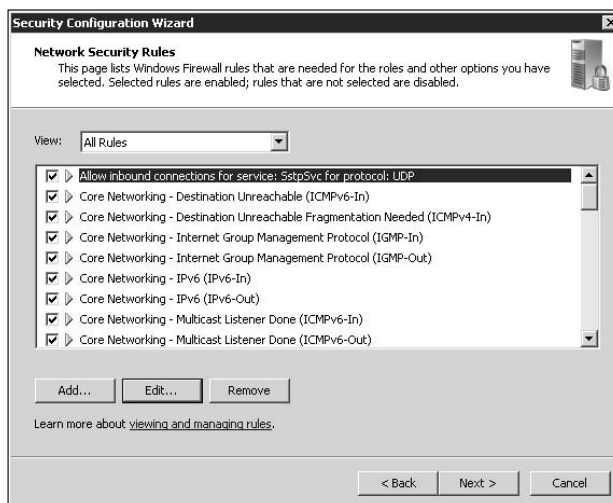 Security Configuration Wizard
Network Security Rules
This page lists Windows Firewall rules that are needed for the roles and other options you have
selected. Selected rules are enabled; rules that are not selected are disabled.
View:
All Rules
Allow inbound connections for service: SstpSvc for protocol: UDP
Core Networking - Destination Unreachable (ICMPv6-In)
Core Networking - Destination Unreachable Fragmentation Needed (ICMPv4-In)
Core Networking - Internet Group Management Protocol (IGMP-In)
Core Networking - Internet Group Management Protocol (IGMP-Out)
Core Networking - IPv6 (IPv6-In)
Core Networking - IPv6 (IPv6-Out)
Core Networking - Multicast Listener Done (ICMPv6-In)
Core Networking - Multicast Listener Done (ICMPv6-Out)
Add... Edit... Remove
Learn more about viewing and managing rules.
< Back Next > Cancel